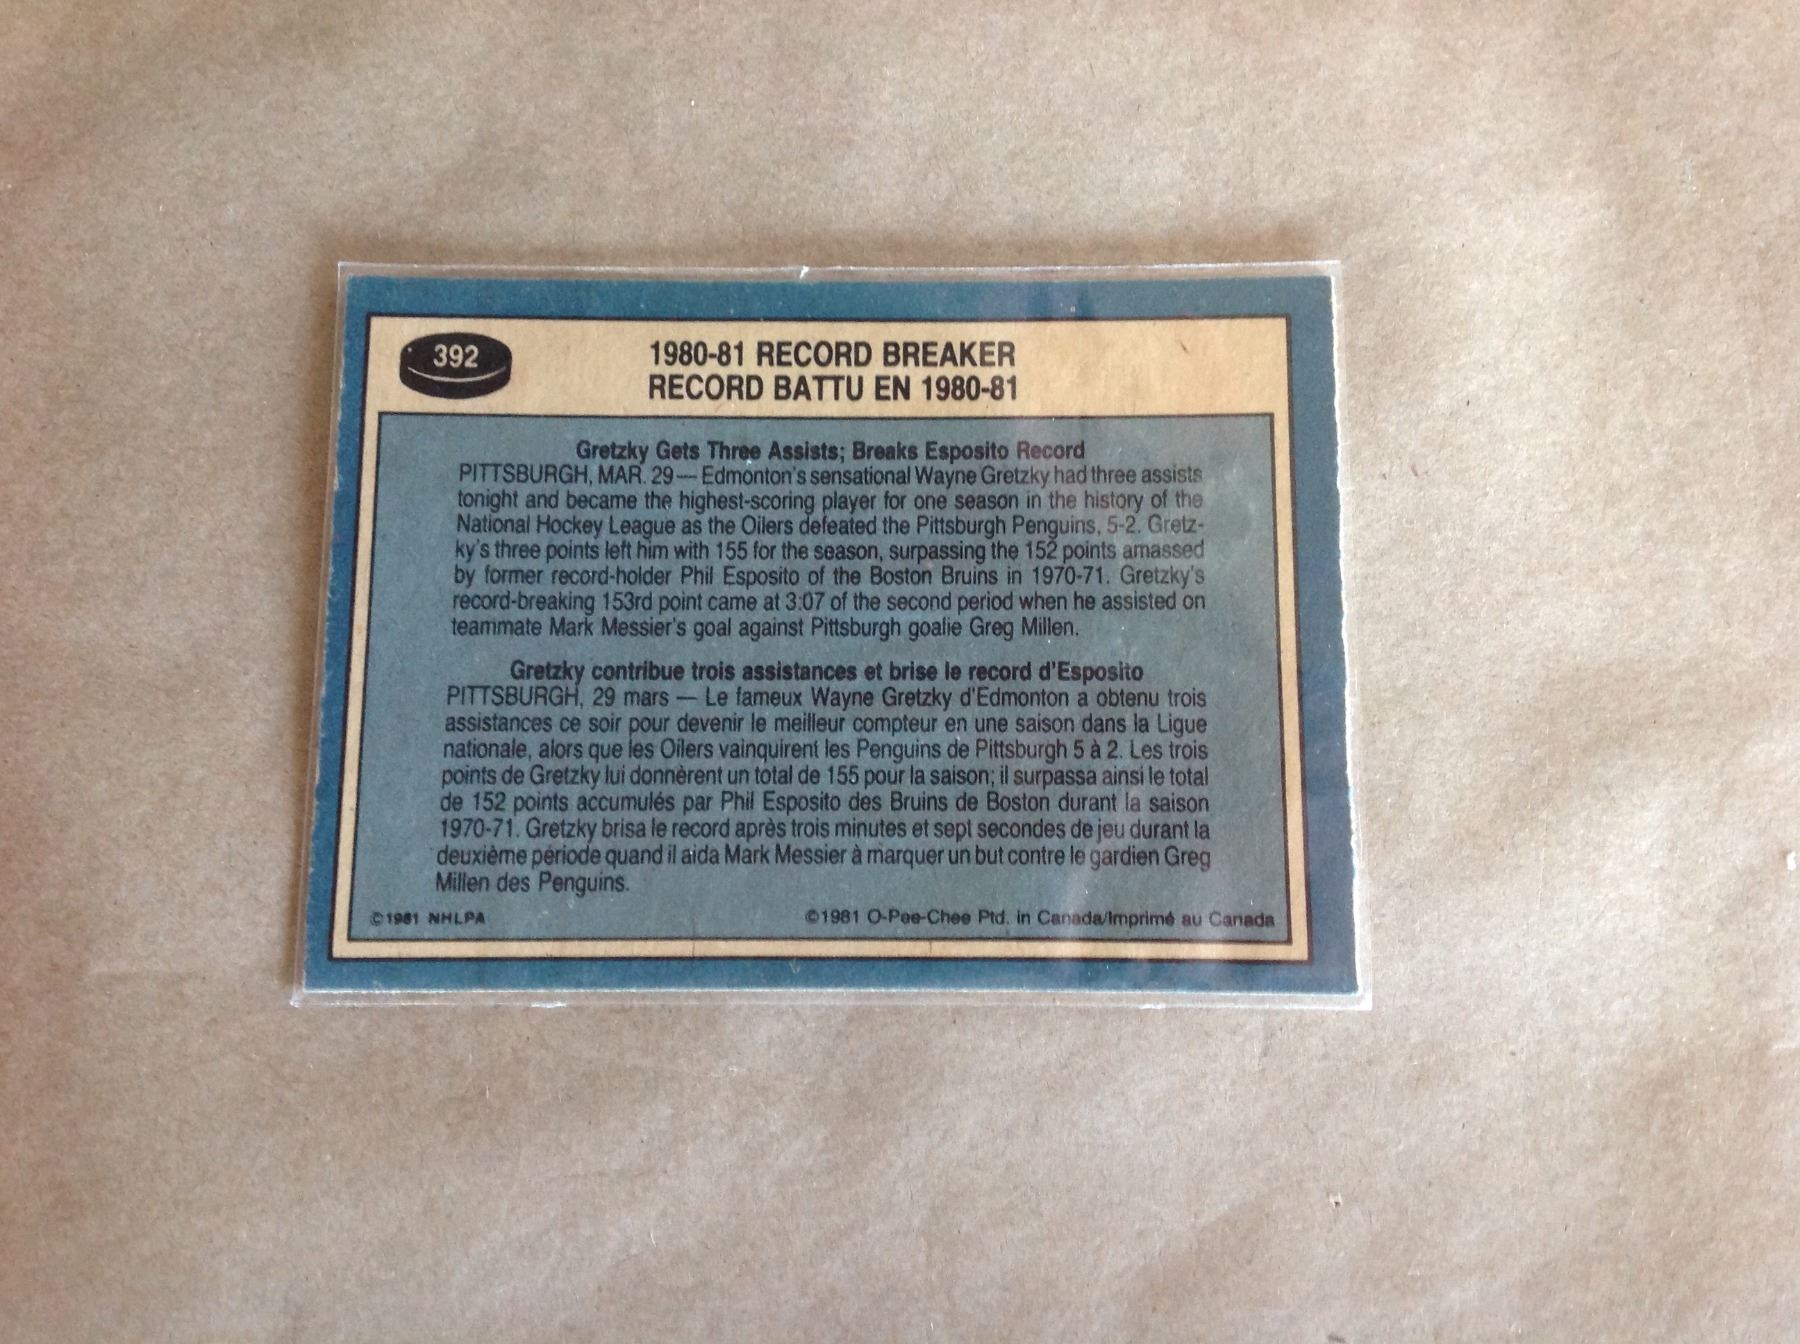 392
1980-81 RECORD BREAKER
RECORD BATTU EN 1980-81
Gretzky Gets Three Assists; Breaks Esposito Record
PITTSBURGH, MAR. 29 — Edmonton's sensational Wayne Gretzky had three assists
tonight and became the highest-scoring player for one season in the history of the
National Hockey League as the Oilers defeated the Pittsburgh Penguins, 5-2. Gretz-
ky's three points left him with 155 for the season, surpassing the 152 points amassed
by former record-holder Phil Esposito of the Boston Bruins in 1970-71. Gretzky's
record-breaking 153rd point came at 3:07 of the second period when he assisted on
teammate Mark Messier's goal against Pittsburgh goalie Greg Millen.
Gretzky contribue trois assistances et brise le record d'Esposito
PITTSBURGH, 29 mars — Le fameux Wayne Gretzky d'Edmonton a obtenu trois
assistances ce soir pour devenir le meilleur compteur en une saison dans la Ligue
nationale, alors que les Oilers vainquirent les Penguins de Pittsburgh 5 à 2. Les trois
points de Gretzky lui donnèrent un total de 155 pour la saison; il surpassa ainsi le total
de 152 points accumulés par Phil Esposito des Bruins de Boston durant la saison
1970-71. Gretzky brisa le record après trois minutes et sept secondes de jeu durant la
deuxième période quand il aida Mark Messier à marquer un but contre le gardien Greg
Millen des Penguins.
©1981 NHLPA
©1981 O-Pee-Chee Ptd. in Canada/Imprimé au Canada